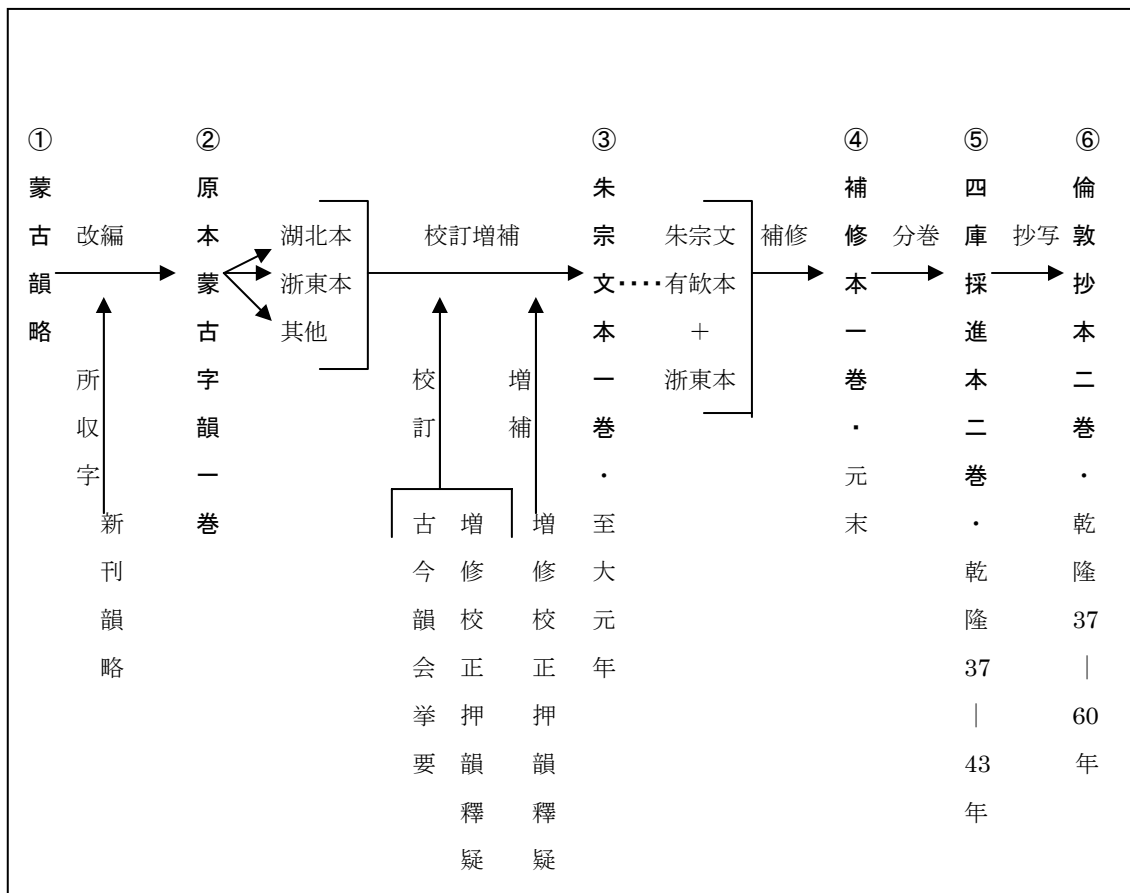 ① 蒙古韻略
改編
所収字
新刊韻略
② 原本蒙古字韻一巻
湖北本
浙東本
其他
校訂増補
校訂
増補
古今韻会挙要
増修校正押韻釋疑
増修校正押韻釋疑
③ 朱宗文本一巻・至大元年
朱宗文
有欠本
+
浙東本
補修
④ 補修本一巻・元末
分巻
⑤ 四庫採進本二巻・乾隆37|43年
抄写
⑥ 倫敦抄本二巻・乾隆37|60年